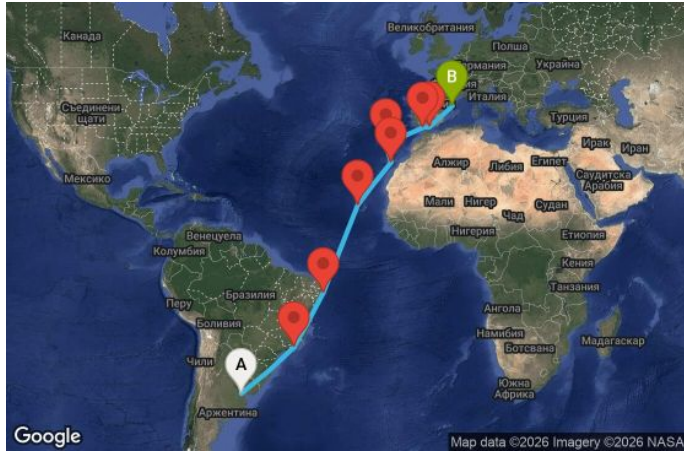 Великобритания
Канада
Полша
Германия
Украйна
B
Италия
Съединени
щати
Турция
Ирак
Иран
Алжир
Либия
Египет
Саудитска
Арабия
Мексико
Мали
Нигер
Судан
Чад
Венецуела
Нигерия
Етиопия
Колумбия
Кения
Бразилия
Танзания
Перу
Ангола
Боливия
Намибия
Мадагаскар
Ботсвана
Чили
A
Южна
Африка
Аржентина
Google
Map data ©2026 Imagery ©2026 NASA